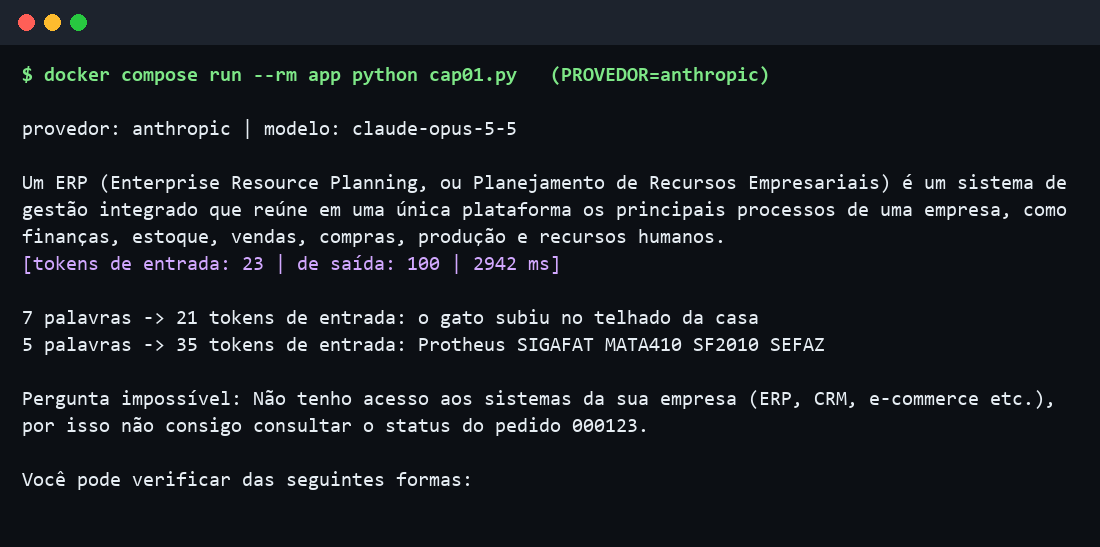 $ docker compose run --rm app python cap01.py   (PROVEDOR=anthropic)
provedor: anthropic | modelo: claude-opus-5-5
Um ERP (Enterprise Resource Planning, ou Planejamento de Recursos Empresariais) é um sistema de
gestão integrado que reúne em uma única plataforma os principais processos de uma empresa, como
finanças, estoque, vendas, compras, produção e recursos humanos.
[tokens de entrada: 23 | de saída: 100 | 2942 ms]
7 palavras -> 21 tokens de entrada: o gato subiu no telhado da casa
5 palavras -> 35 tokens de entrada: Protheus SIGAFAT MATA410 SF2010 SEFAZ
Pergunta impossível: Não tenho acesso aos sistemas da sua empresa (ERP, CRM, e-commerce etc.),
por isso não consigo consultar o status do pedido 000123.
Você pode verificar das seguintes formas: